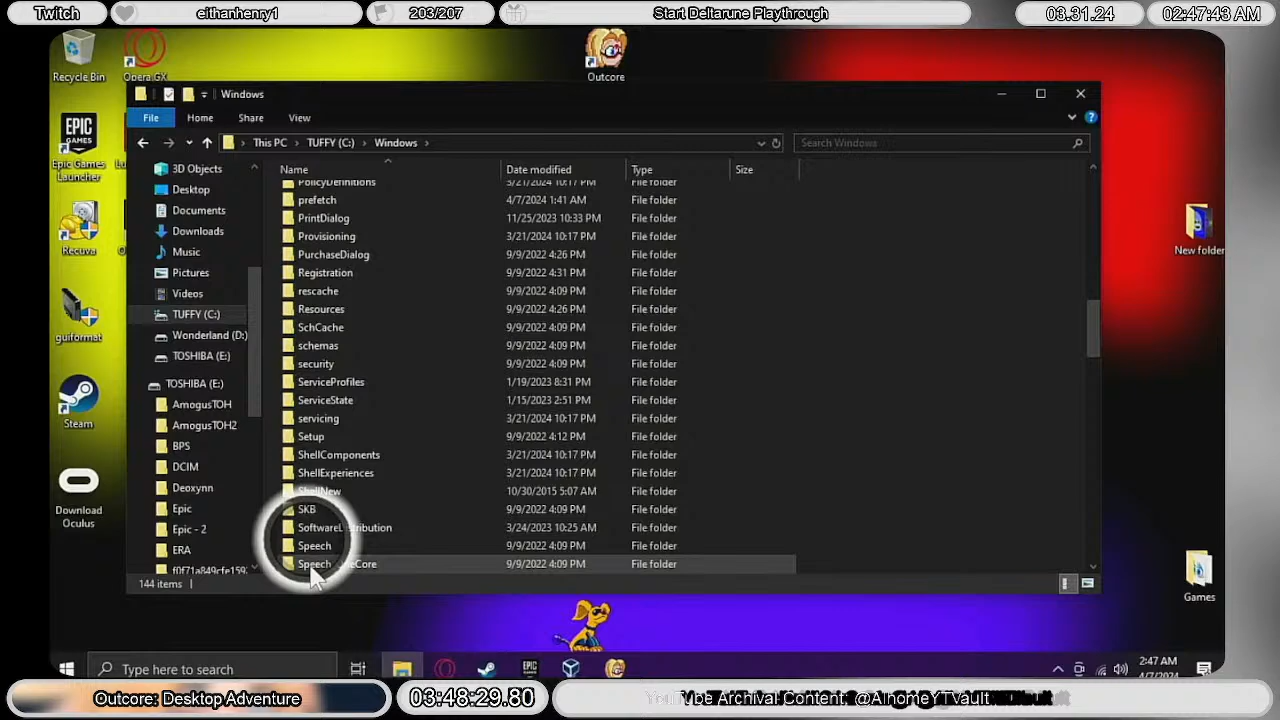 Twitch
eithanhenry1
203/207
Start Deltarune Playthrough
03.31.24
02:47:43 AM
Recycle Bin
Opera GX
Outcore
Windows
File
Home
Share
View
This PC > TUFFY (C:) > Windows >
Search Windows
Epic Games
Launcher
Recuva
guiformat
Steam
Download
Oculus
New folder
Games
3D Objects
Desktop
Documents
Downloads
Music
Pictures
Videos
TUFFY (C:)
Wonderland (D:)
TOSHIBA (E:)
TOSHIBA (E:)
AmogusTOH
AmogusTOH2
BPS
DCIM
Deoxynn
Epic
Epic - 2
ERA
Name Date modified Type Size
PolicyDefinitions 3/21/2024 10:17 PM File folder
prefetch 4/7/2024 1:41 AM File folder
PrintDialog 11/25/2023 10:33 PM File folder
Provisioning 3/21/2024 10:17 PM File folder
PurchaseDialog 9/9/2022 4:26 PM File folder
Registration 9/9/2022 4:31 PM File folder
rescache 9/9/2022 4:09 PM File folder
Resources 9/9/2022 4:26 PM File folder
SchCache 9/9/2022 4:09 PM File folder
schemas 9/9/2022 4:09 PM File folder
security 9/9/2022 4:09 PM File folder
ServiceProfiles 1/19/2023 8:31 PM File folder
ServiceState 1/15/2023 2:51 PM File folder
servicing 3/21/2024 10:17 PM File folder
Setup 9/9/2022 4:12 PM File folder
ShellComponents 3/21/2024 10:17 PM File folder
ShellExperiences 3/21/2024 10:17 PM File folder
ShellNew 10/30/2015 5:07 AM File folder
SKB 9/9/2022 4:09 PM File folder
SoftwareDistribution 3/24/2023 10:25 AM File folder
Speech 9/9/2022 4:09 PM File folder
Speech_OneCore 9/9/2022 4:09 PM File folder
144 items
Type here to search
2:47 AM
4/7/2024
Outcore: Desktop Adventure
03:48:29.80
YouTube Archival Content: @AlhomeYTVault